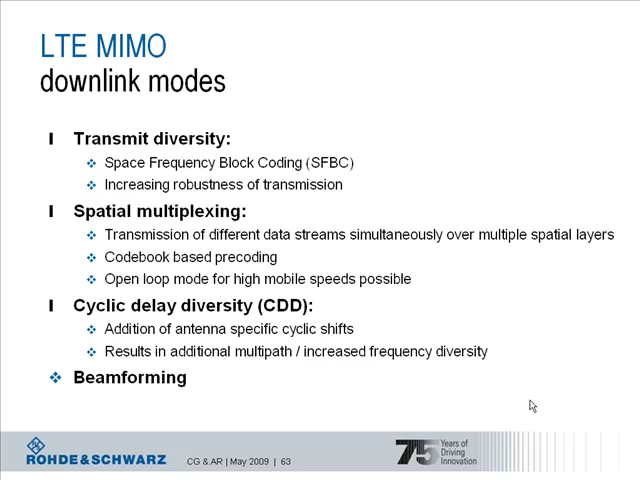 LTE MIMO
downlink modes
Transmit diversity:
Space Frequency Block Coding (SFBC)
Increasing robustness of transmission
Spatial multiplexing:
Transmission of different data streams simultaneously over multiple spatial layers
Codebook based precoding
Open loop mode for high mobile speeds possible
Cyclic delay diversity (CDD):
Addition of antenna specific cyclic shifts
Results in additional multipath / increased frequency diversity
Beamforming
ROHDE & SCHWARZ
CG & AR | May 2009 | 63
75 Years of
Driving
Innovation